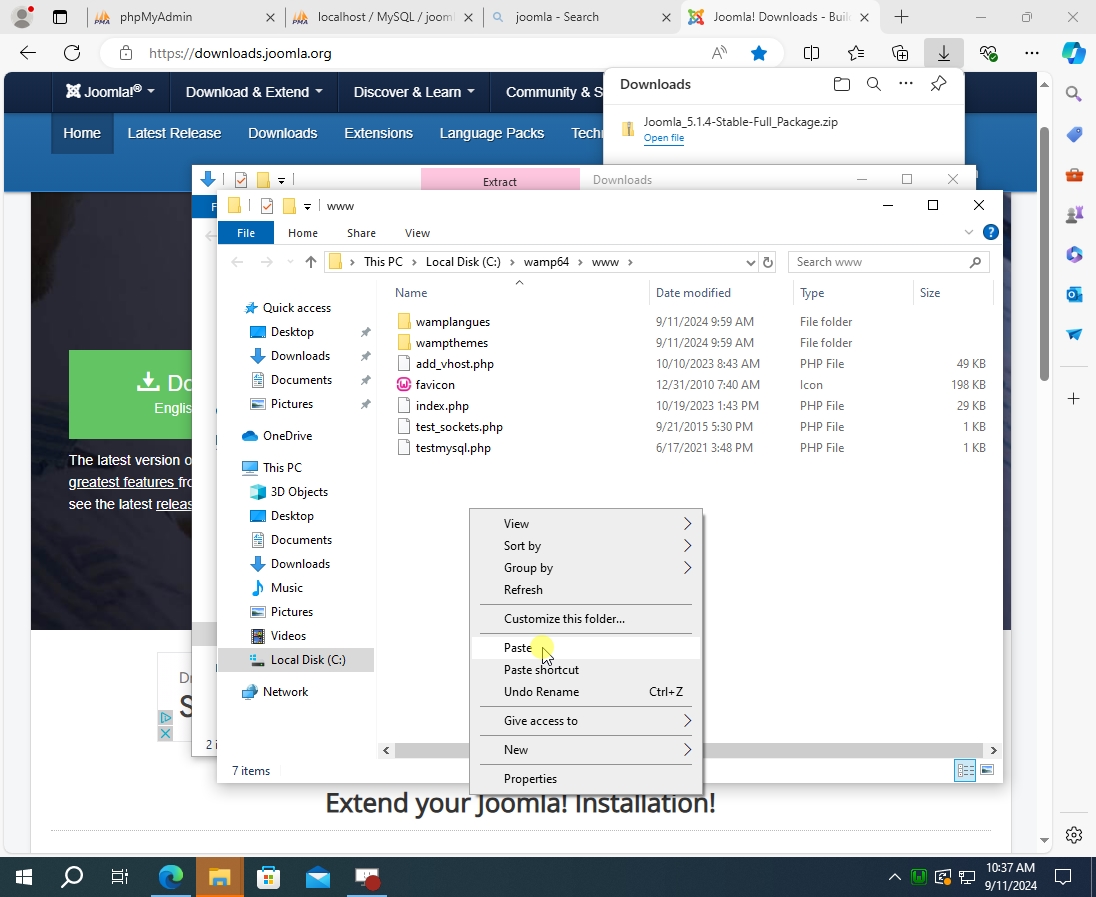 phpMyAdmin
localhost / MySQL / joom
joomla - Search
Joomla! Downloads - Buil
https://downloads.joomla.org
Joomla!®
Download & Extend
Discover & Learn
Community & S
Home
Latest Release
Downloads
Extensions
Language Packs
Techn
Downloads
Joomla_5.1.4-Stable-Full_Package.zip
Open file
Extract
Downloads
F
www
File
Home
Share
View
This PC
Local Disk (C:)
wamp64
www
Search www
Name
Date modified
Type
Size
Quick access
Desktop
Downloads
Documents
Pictures
OneDrive
This PC
3D Objects
Desktop
Documents
Downloads
Music
Pictures
Videos
Local Disk (C:)
Network
wamplangues 9/11/2024 9:59 AM File folder
wampthemes 9/11/2024 9:59 AM File folder
add_vhost.php 10/10/2023 8:43 AM PHP File 49 KB
favicon 12/31/2010 7:40 AM Icon 198 KB
index.php 10/19/2023 1:43 PM PHP File 29 KB
test_sockets.php 9/21/2015 5:30 PM PHP File 1 KB
testmysql.php 6/17/2021 3:48 PM PHP File 1 KB
View
Sort by
Group by
Refresh
Customize this folder...
Paste
Paste shortcut
Undo Rename Ctrl+Z
Give access to
New
Properties
7 items
2 i
Do
Englis
The latest version o
greatest features fro
see the latest releas
Extend your Joomla! Installation!
10:37 AM
9/11/2024